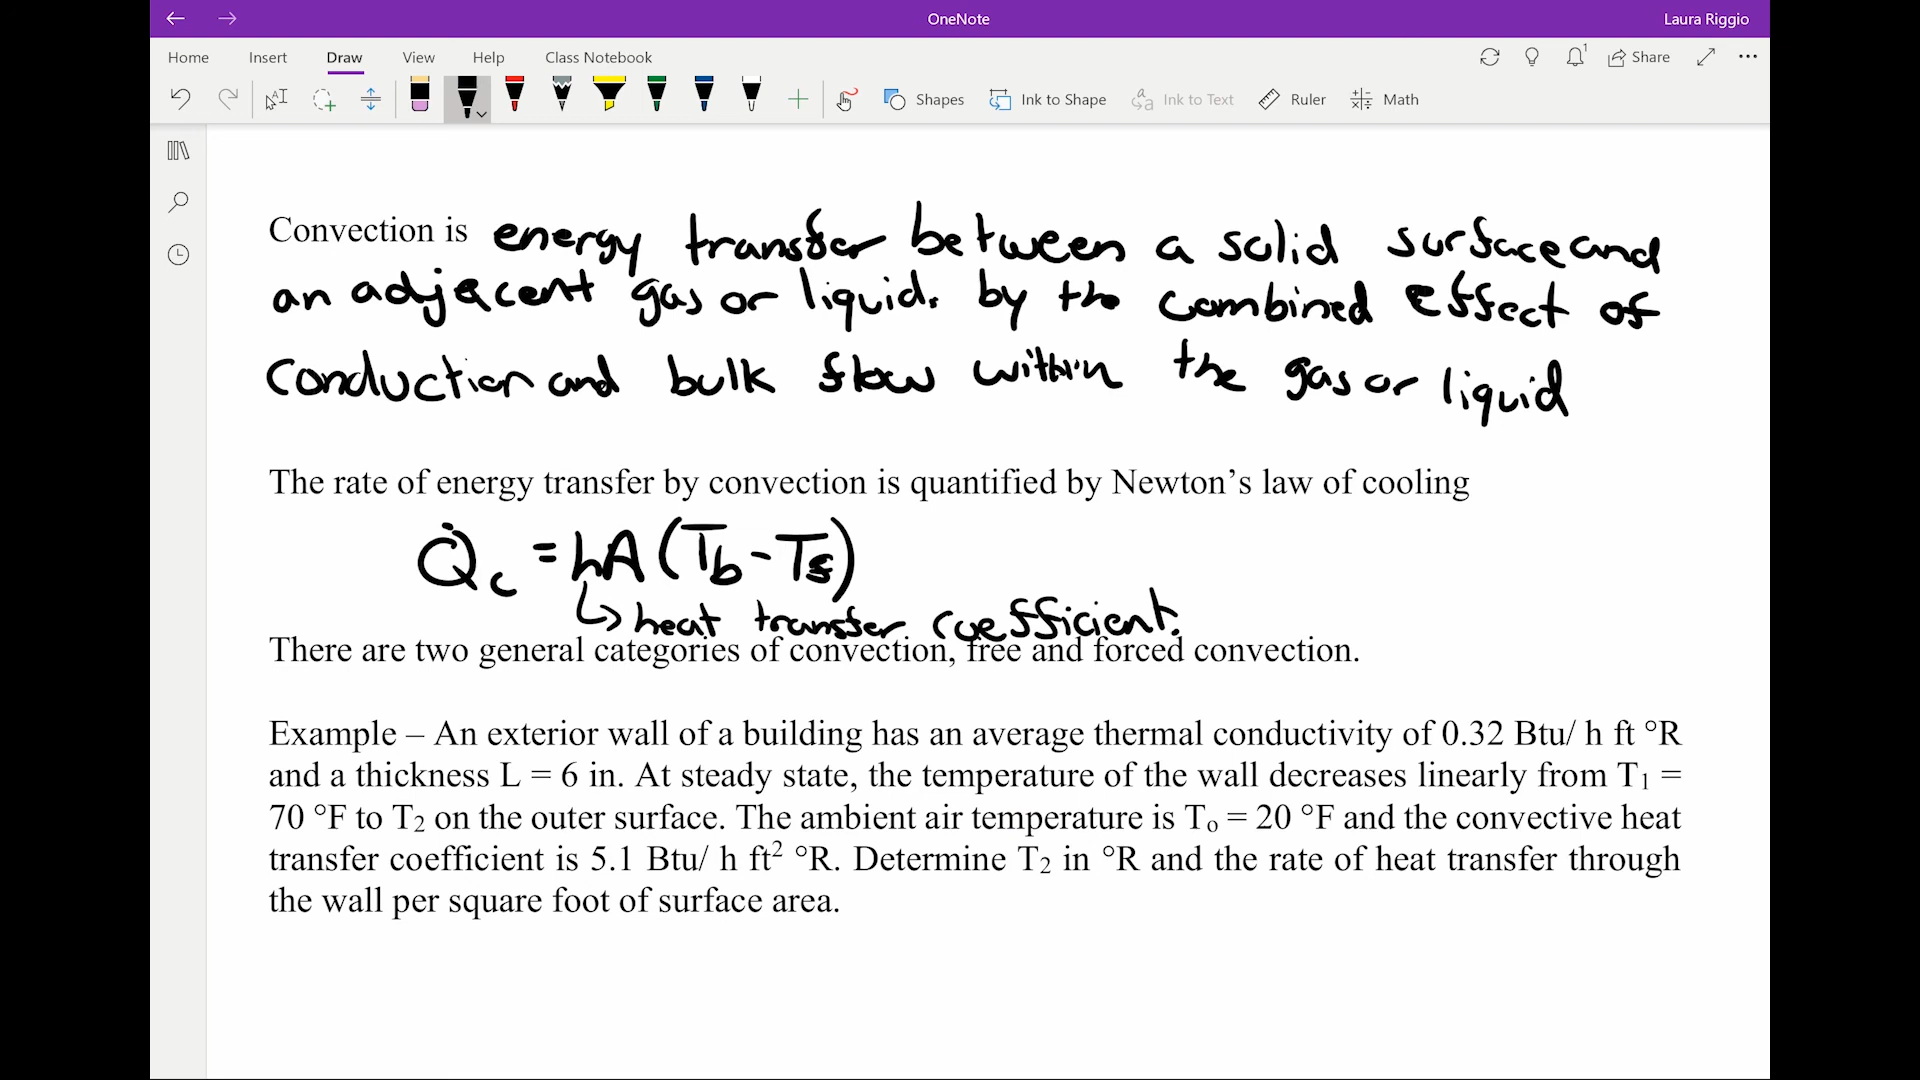 OneNote
Laura Riggio
Home Insert Draw View Help Class Notebook
1 Share
Shapes Ink to Shape Ink to Text Ruler Math
Convection is energy transfer between a solid surface and
an adjacent gas or liquid. by the combined effect of
conduction and bulk flow within the gas or liquid
The rate of energy transfer by convection is quantified by Newton's law of cooling
Q̇c = hA(Tb - Tf)
↳ heat transfer coefficient.
There are two general categories of convection, free and forced convection.
Example – An exterior wall of a building has an average thermal conductivity of 0.32 Btu/ h ft °R
and a thickness L = 6 in. At steady state, the temperature of the wall decreases linearly from T₁ =
70 °F to T₂ on the outer surface. The ambient air temperature is Tₒ = 20 °F and the convective heat
transfer coefficient is 5.1 Btu/ h ft² °R. Determine T₂ in °R and the rate of heat transfer through
the wall per square foot of surface area.